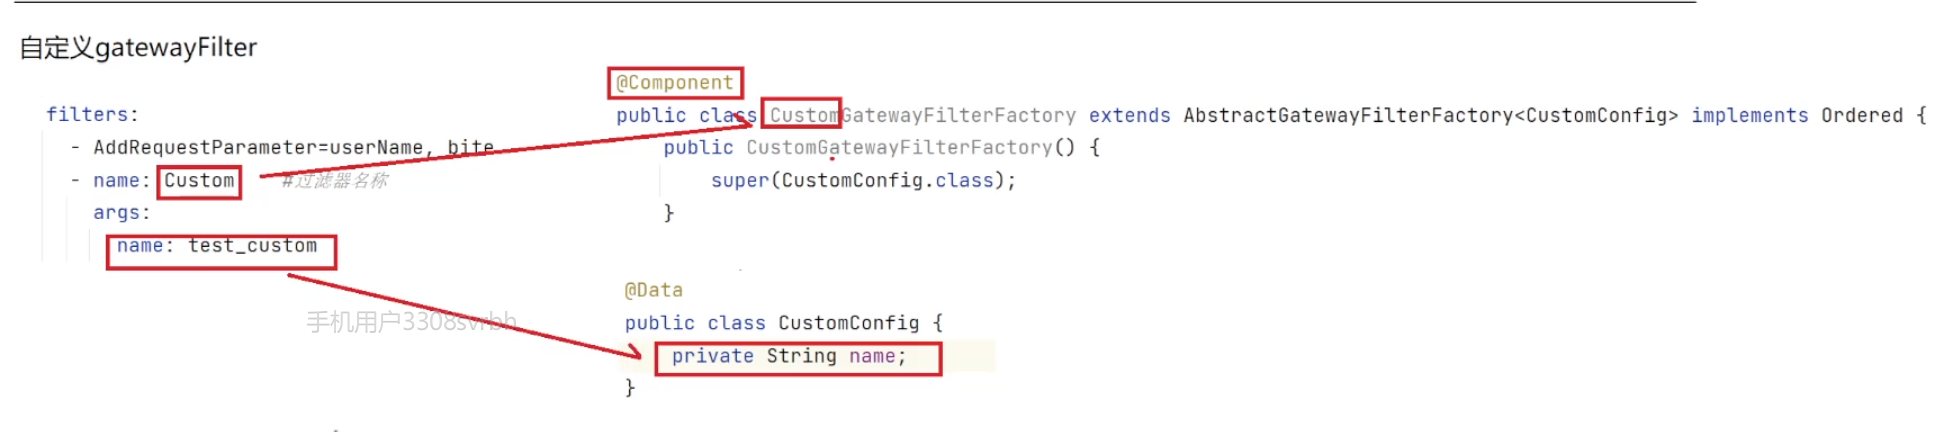 自定义gatewayFilter
filters:
- AddRequestParameter=userName, bite
- name: Custom #过滤器名称
args:
name: test_custom
@Component
public class CustomGatewayFilterFactory extends AbstractGatewayFilterFactory<CustomConfig> implements Ordered {
public CustomGatewayFilterFactory() {
super(CustomConfig.class);
}
@Data
public class CustomConfig {
private String name;
}
手机用户3308svrbh